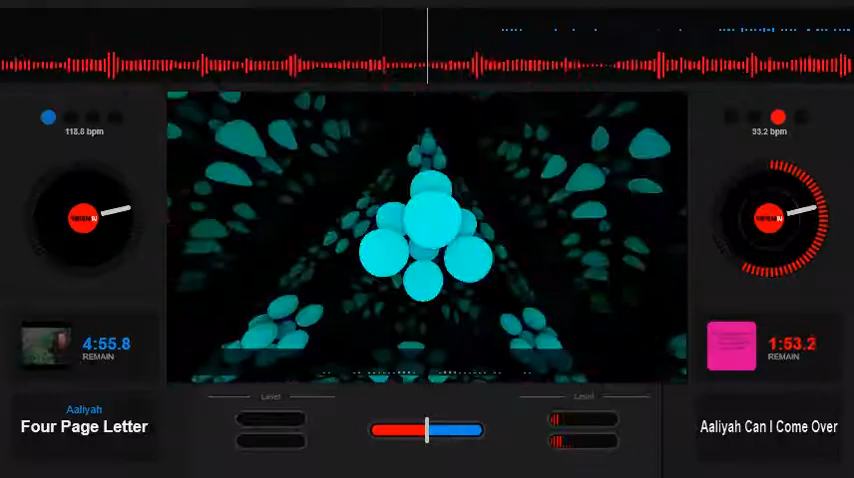 118.8 bpm
93.2 bpm
4:55.8
REMAIN
1:53.2
REMAIN
Level
Level
Aaliyah
Four Page Letter
Aaliyah Can I Come Over